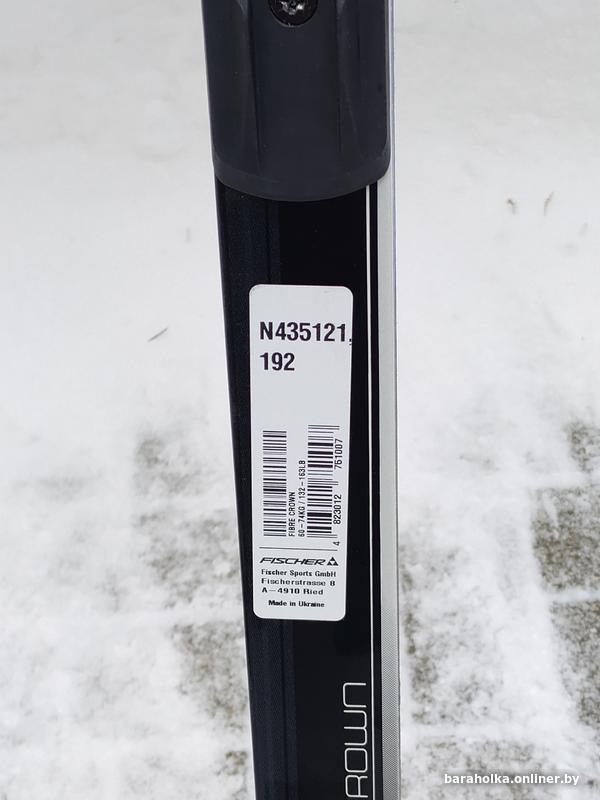 N435121,
192
FIBRE CROWN
60-74KG / 132-163LB
4 823012 761007
FISCHER
Fischer Sports GmbH
Fischerstrasse 8
A-4910 Ried
Made in Ukraine
ROWN
baraholka.onliner.by